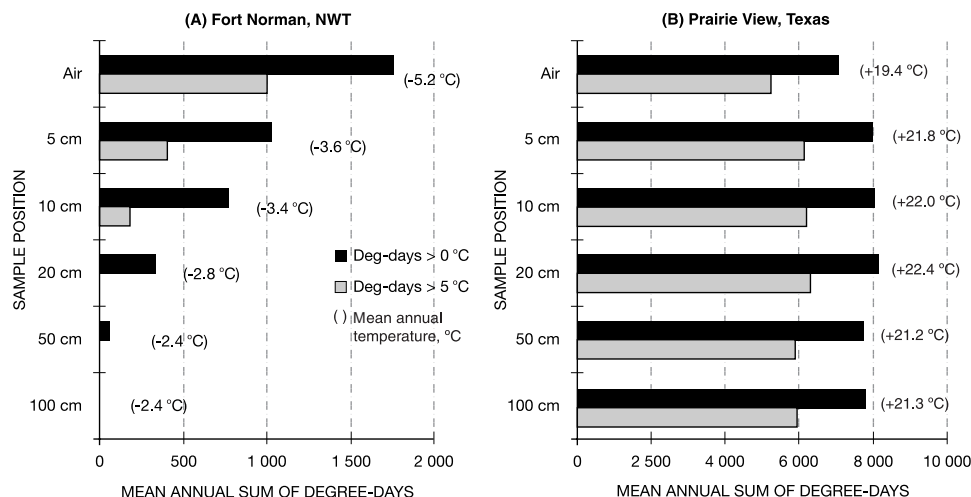 (A) Fort Norman, NWT
SAMPLE POSITION
Air
5 cm
10 cm
20 cm
50 cm
100 cm
(-5.2 °C)
(-3.6 °C)
(-3.4 °C)
(-2.8 °C)
(-2.4 °C)
(-2.4 °C)
Deg-days > 0 °C
Deg-days > 5 °C
( ) Mean annual
temperature, °C
0 500 1 000 1 500 2 000
MEAN ANNUAL SUM OF DEGREE-DAYS
(B) Prairie View, Texas
SAMPLE POSITION
Air
5 cm
10 cm
20 cm
50 cm
100 cm
(+19.4 °C)
(+21.8 °C)
(+22.0 °C)
(+22.4 °C)
(+21.2 °C)
(+21.3 °C)
0 2 500 4 000 6 000 8 000 10 000
MEAN ANNUAL SUM OF DEGREE-DAYS